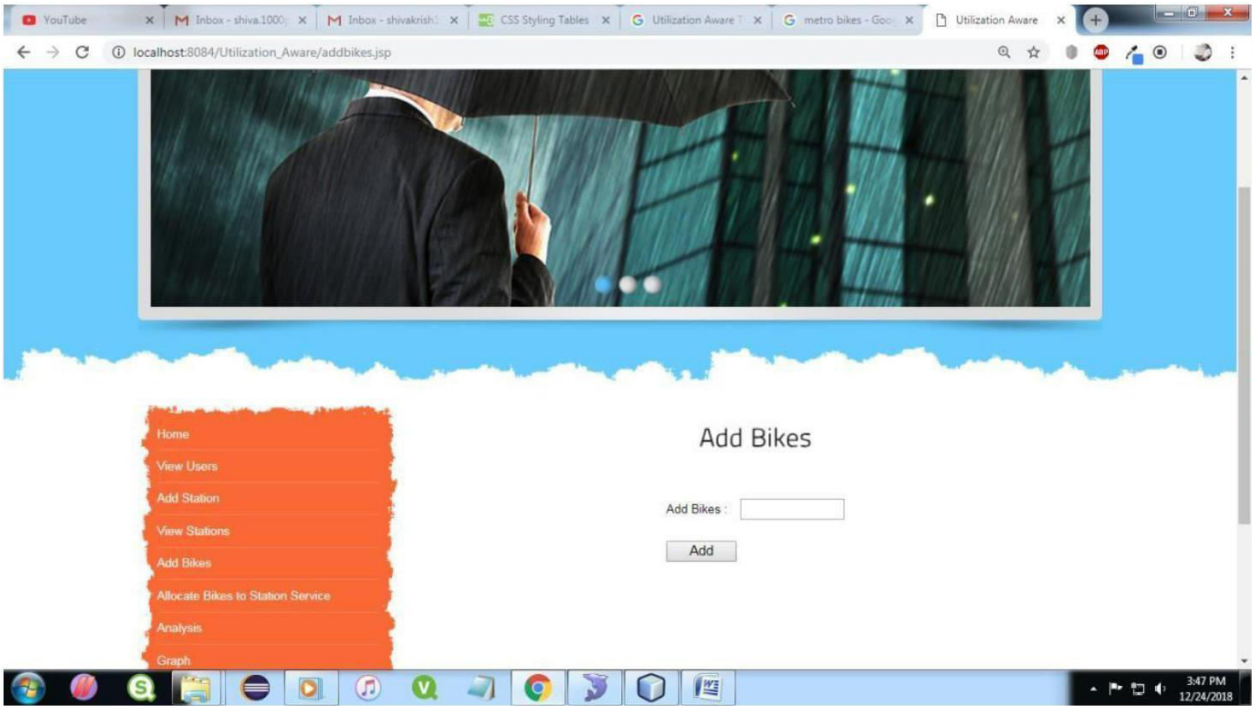 YouTube
Inbox - shiva.1000
Inbox - shivakrish
CSS Styling Tables
Utilization Aware T
metro bikes - Goo
Utilization Aware
localhost:8084/Utilization_Aware/addbikes.jsp
ABP
Home
View Users
Add Station
View Stations
Add Bikes
Allocate Bikes to Station Service
Analysis
Graph
Add Bikes
Add Bikes :
Add
3:47 PM
12/24/2018